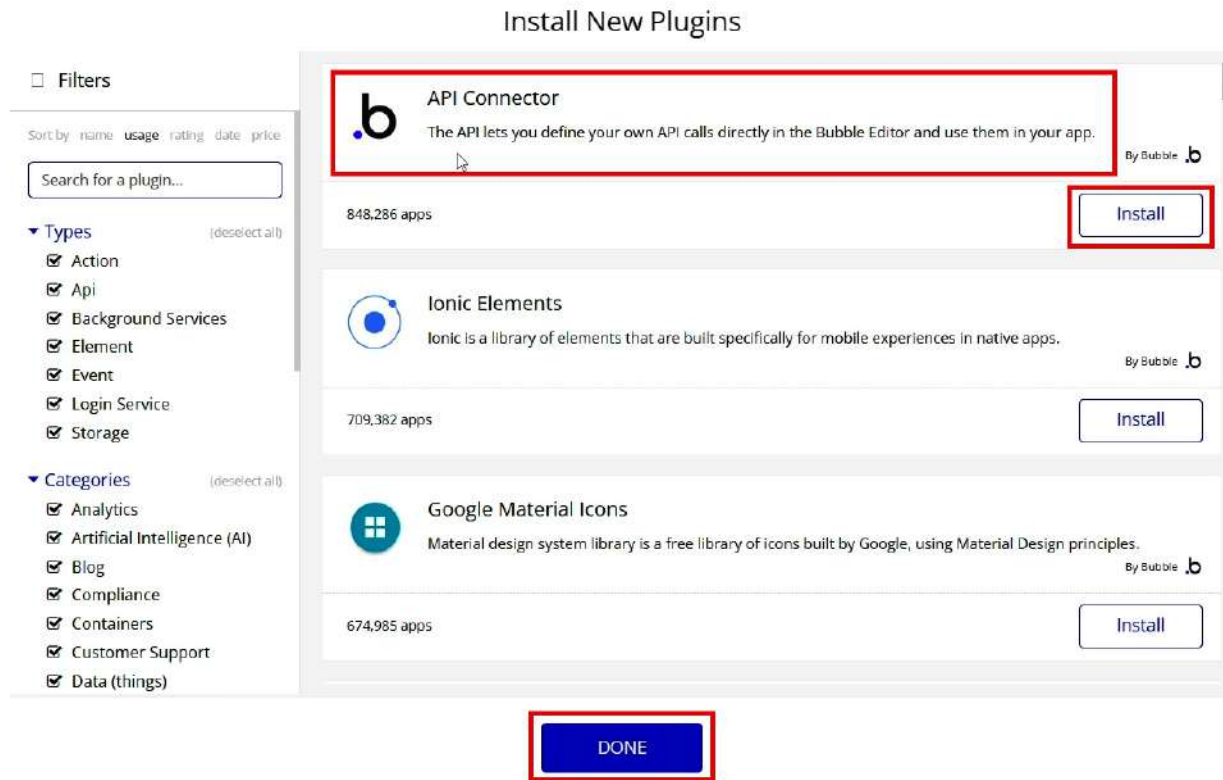 Install New Plugins
Filters
Sort by name usage rating date price
Search for a plugin...
Types (deselect all)
Action
Api
Background Services
Element
Event
Login Service
Storage
Categories (deselect all)
Analytics
Artificial Intelligence (AI)
Blog
Compliance
Containers
Customer Support
Data (things)
API Connector
The API lets you define your own API calls directly in the Bubble Editor and use them in your app.
By Bubble .b
848,286 apps
Install
Ionic Elements
Ionic is a library of elements that are built specifically for mobile experiences in native apps.
By Bubble .b
709,382 apps
Install
Google Material Icons
Material design system library is a free library of icons built by Google, using Material Design principles.
By Bubble .b
674,985 apps
Install
DONE